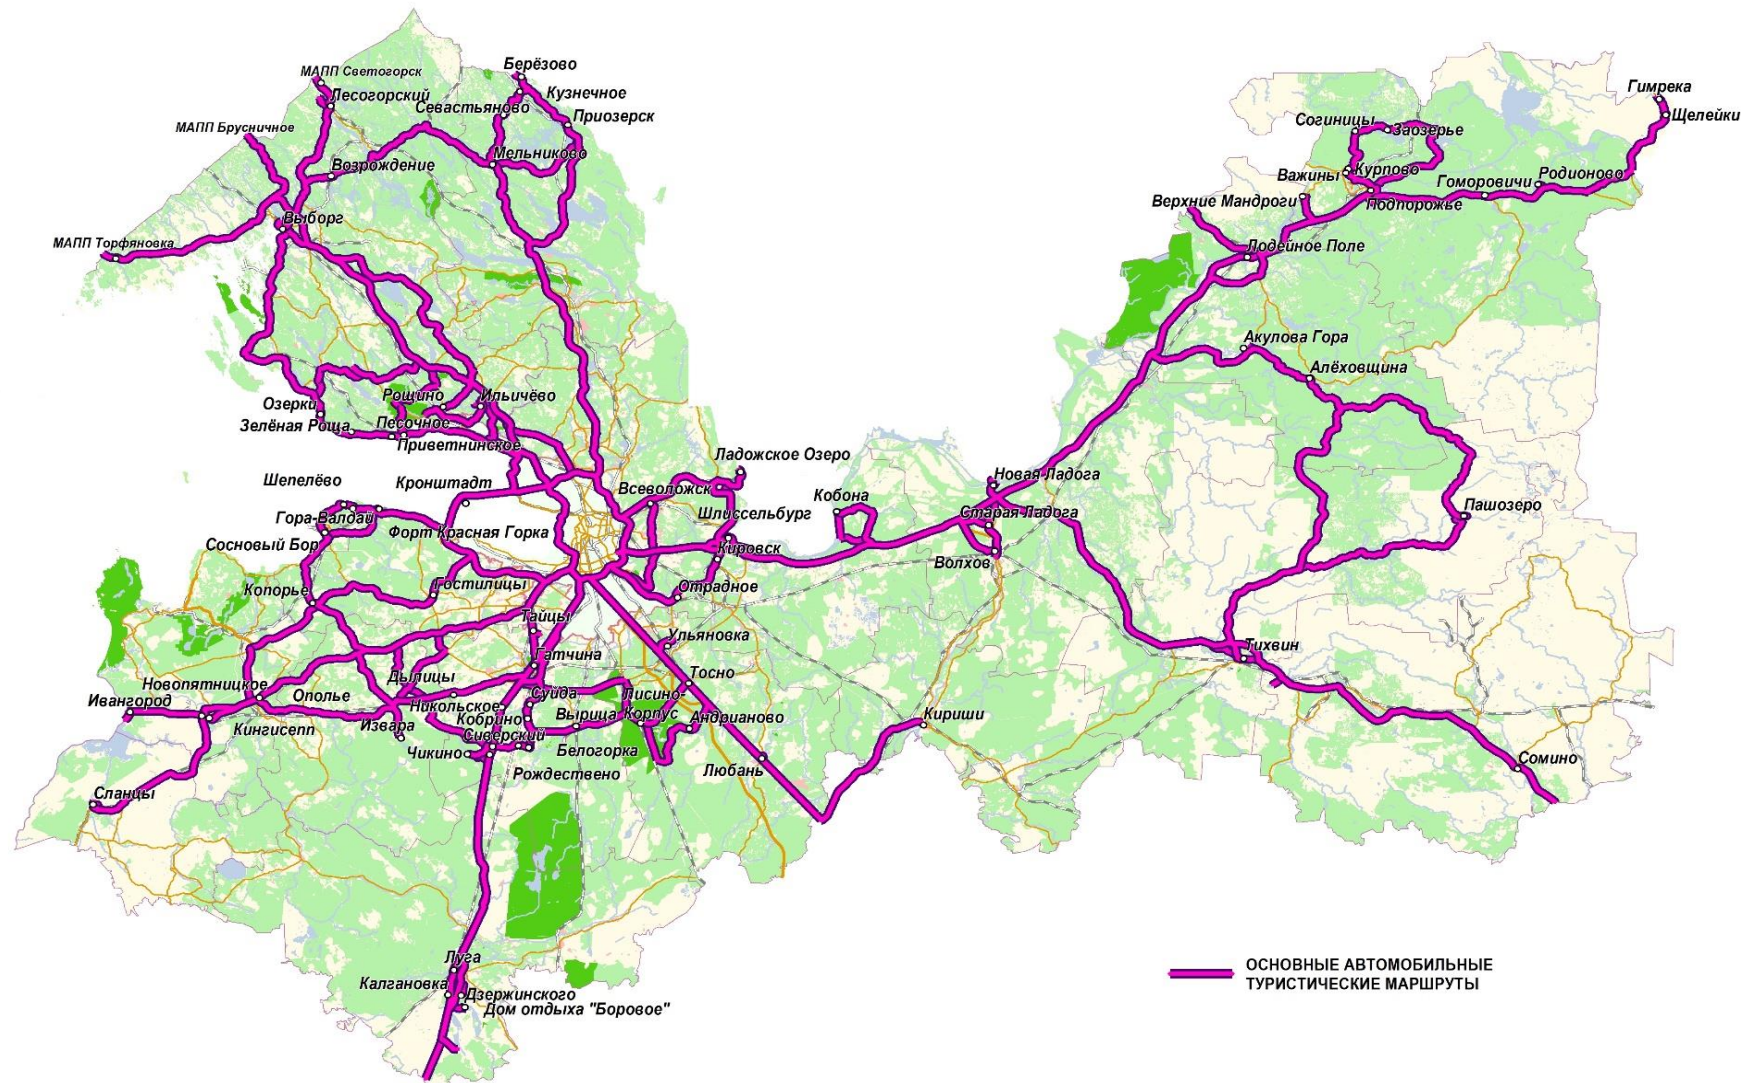 МАПП Светогорск
Берёзово
Лесогорский
Кузнечное
Севастьяново
Приозерск
МАПП Брусничное
Мельниково
Возрождение
Выборг
МАПП Торфяновка
Гимрека
Щелейки
Согиницы
Заозерье
Важины
Курпово
Родионово
Гоморовичи
Верхние Мандроги
Подпорожье
Лодейное Поле
Акулова Гора
Алёховщина
Озерки
Рощино
Ильичёво
Зелёная Роща
Песочное
Приветнинское
Ладожское Озеро
Шепелёво
Кронштадт
Всеволожск
Кобона
Новая Ладога
Пашозеро
Гора-Валдай
Шлиссельбург
Старая Ладога
Форт Красная Горка
Сосновый Бор
Кировск
Волхов
Копорье
Гостилицы
Отрадное
Тайцы
Ульяновка
Тихвин
Гатчина
Тосно
Новопятницкое
Дылицы
Ивангород
Ополье
Суйда
Лисино-
Корпус
Никольское
Вырица
Андрианово
Кириши
Кингисепп
Извара
Кобрино
Сиверский
Чикино
Белогорка
Любань
Сомино
Рождествено
Сланцы
Луга
Калгановка
Дзержинского
Дом отдыха "Боровое"
ОСНОВНЫЕ АВТОМОБИЛЬНЫЕ
ТУРИСТИЧЕСКИЕ МАРШРУТЫ